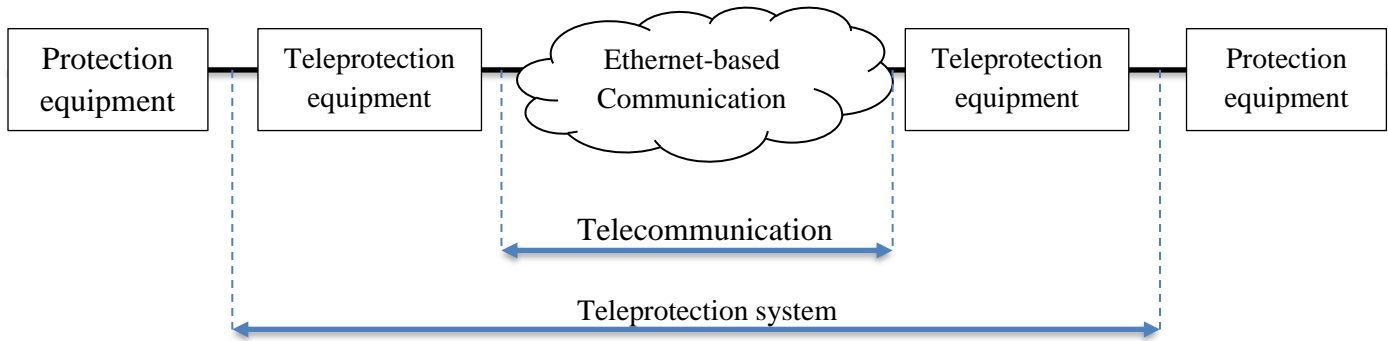 Protection
equipment
Teleprotection
equipment
Ethernet-based
Communication
Teleprotection
equipment
Protection
equipment
Telecommunication
Teleprotection system